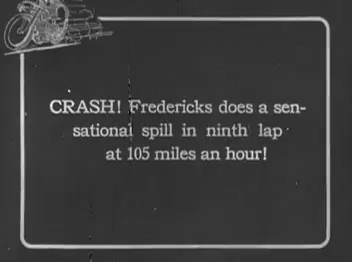 CRASH! Fredericks does a sen-
sational spill in ninth lap
at 105 miles an hour!